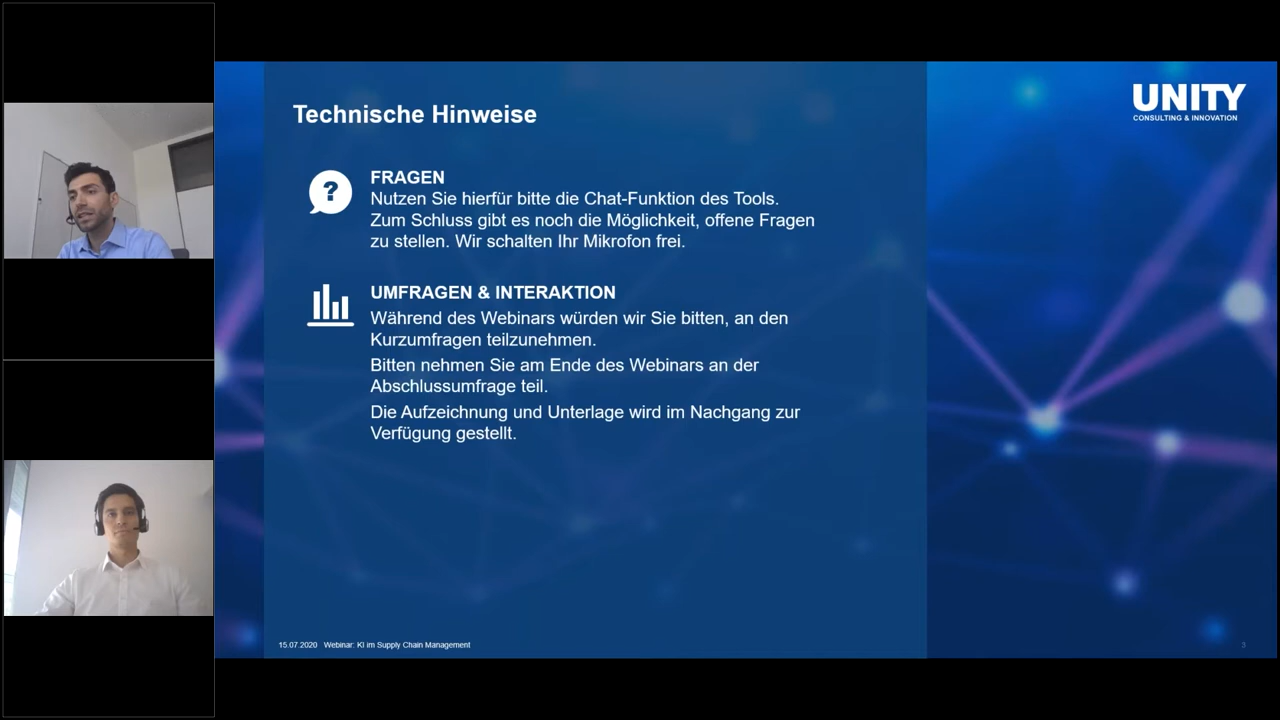 UNITY
CONSULTING & INNOVATION
Technische Hinweise
?
FRAGEN
Nutzen Sie hierfür bitte die Chat-Funktion des Tools.
Zum Schluss gibt es noch die Möglichkeit, offene Fragen
zu stellen. Wir schalten Ihr Mikrofon frei.
UMFRAGEN & INTERAKTION
Während des Webinars würden wir Sie bitten, an den
Kurzumfragen teilzunehmen.
Bitten nehmen Sie am Ende des Webinars an der
Abschlussumfrage teil.
Die Aufzeichnung und Unterlage wird im Nachgang zur
Verfügung gestellt.
15.07.2020 Webinar: KI im Supply Chain Management
3